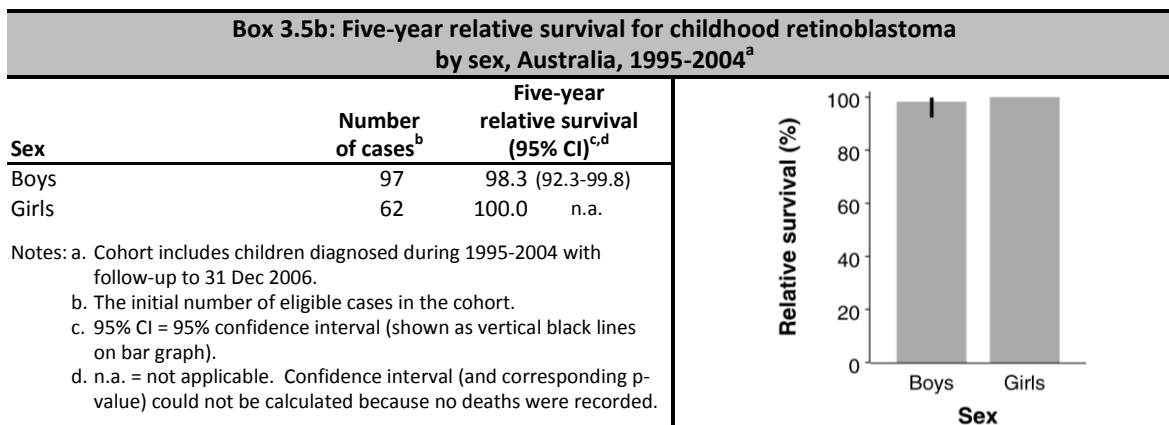 Box 3.5b: Five-year relative survival for childhood retinoblastoma
by sex, Australia, 1995-2004a
Sex Number of casesb Five-year relative survival (95% CI)c,d
Boys 97 98.3 (92.3-99.8)
Girls 62 100.0 n.a.
Notes: a. Cohort includes children diagnosed during 1995-2004 with
follow-up to 31 Dec 2006.
b. The initial number of eligible cases in the cohort.
c. 95% CI = 95% confidence interval (shown as vertical black lines
on bar graph).
d. n.a. = not applicable. Confidence interval (and corresponding p-
value) could not be calculated because no deaths were recorded.
Relative survival (%)
100
80
60
40
20
0
Boys Girls
Sex